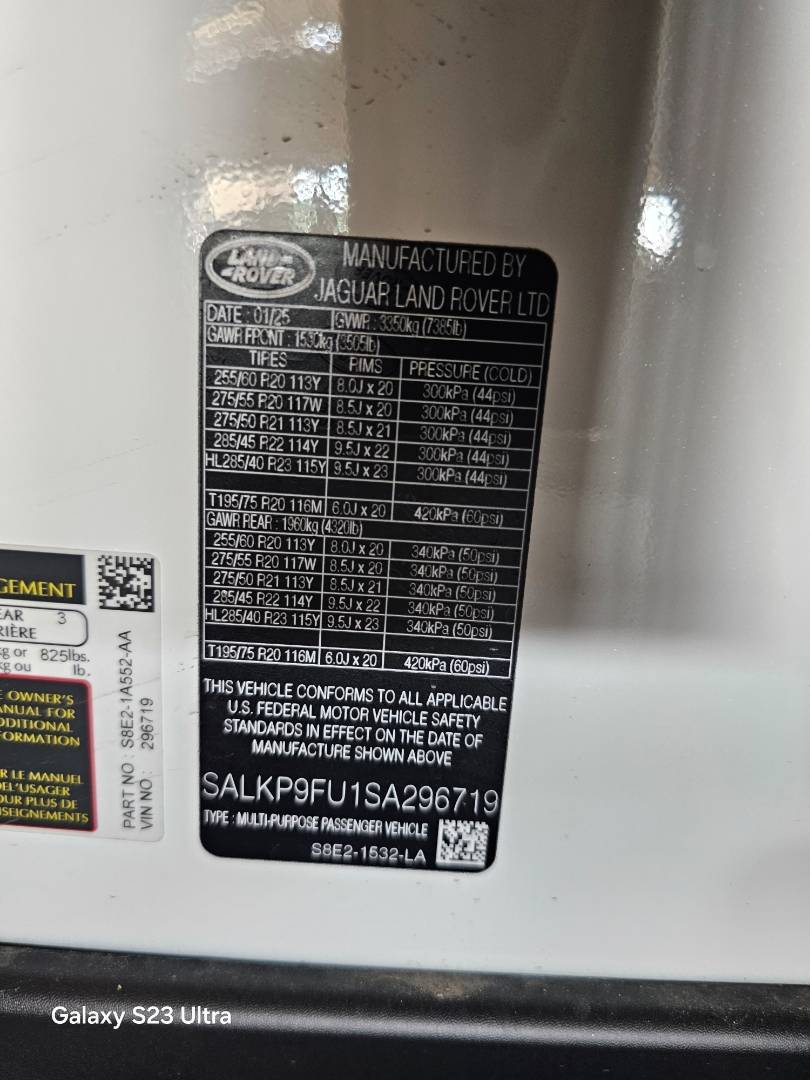 LAND-
-ROVER
MANUFACTURED BY
JAGUAR LAND ROVER LTD
DATE : 01/25 GVWR : 3350kg (7385lb)
GAWR FRONT : 1590kg (3505lb)
TIRES RIMS PRESSURE (COLD)
255/60 R20 113Y 8.0J x 20 300kPa (44psi)
275/55 R20 117W 8.5J x 20 300kPa (44psi)
275/50 R21 113Y 8.5J x 21 300kPa (44psi)
285/45 R22 114Y 9.5J x 22 300kPa (44psi)
HL285/40 R23 115Y 9.5J x 23 300kPa (44psi)
T195/75 R20 116M 6.0J x 20 420kPa (60psi)
GAWR REAR : 1960kg (4320lb)
255/60 R20 113Y 8.0J x 20 340kPa (50psi)
275/55 R20 117W 8.5J x 20 340kPa (50psi)
275/50 R21 113Y 8.5J x 21 340kPa (50psi)
285/45 R22 114Y 9.5J x 22 340kPa (50psi)
HL285/40 R23 115Y 9.5J x 23 340kPa (50psi)
T195/75 R20 116M 6.0J x 20 420kPa (60psi)
THIS VEHICLE CONFORMS TO ALL APPLICABLE
U.S. FEDERAL MOTOR VEHICLE SAFETY
STANDARDS IN EFFECT ON THE DATE OF
MANUFACTURE SHOWN ABOVE
SALKP9FU1SA296719
TYPE : MULTI-PURPOSE PASSENGER VEHICLE
S8E2-1532-LA
GEMENT
EAR 3
RIÈRE
kg or 825lbs.
kg ou lb.
E OWNER'S
ANUAL FOR
DDITIONAL
FORMATION
R LE MANUEL
DEL'USAGER
OUR PLUS DE
SEIGNEMENTS
PART NO : S8E2-1A552-AA
VIN NO : 296719
Galaxy S23 Ultra